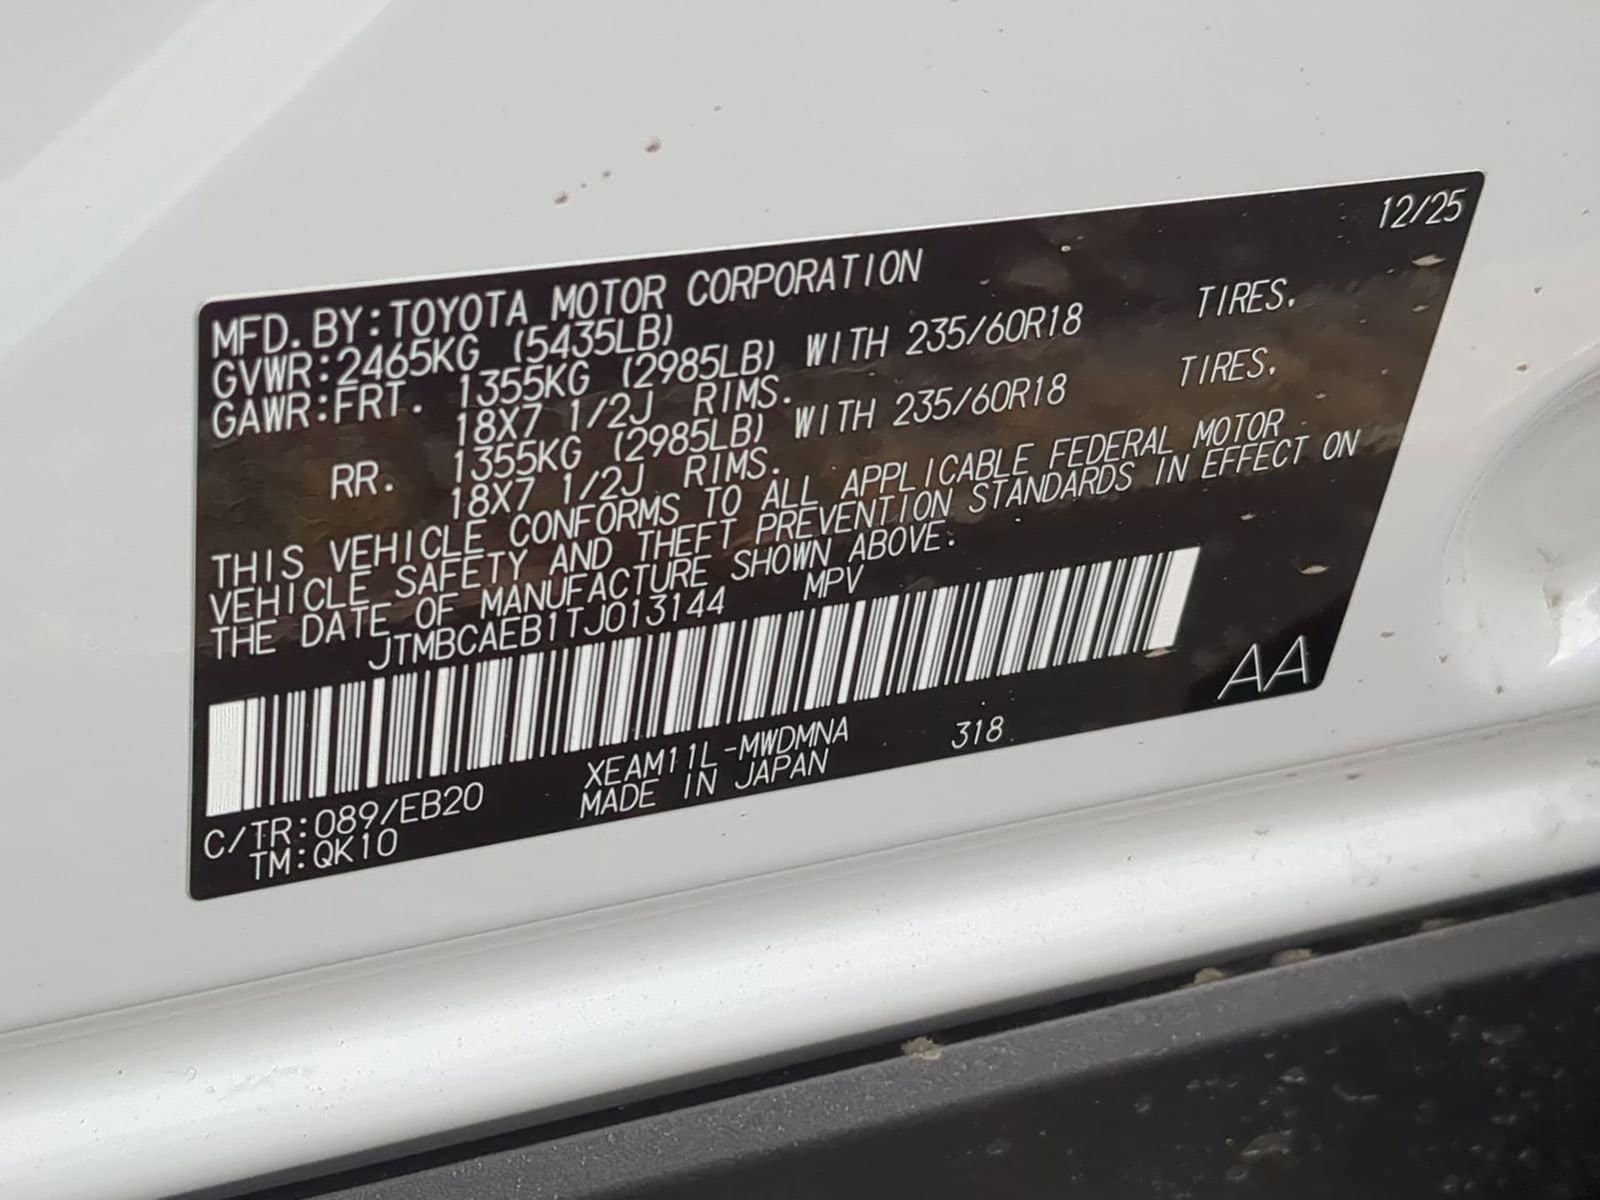 12/25
MFD. BY: TOYOTA MOTOR CORPORATION
GVWR: 2465KG (5435LB)
GAWR: FRT. 1355KG (2985LB) WITH 235/60R18 TIRES.
18X7 1/2J RIMS.
RR. 1355KG (2985LB) WITH 235/60R18 TIRES.
18X7 1/2J RIMS.
THIS VEHICLE CONFORMS TO ALL APPLICABLE FEDERAL MOTOR
VEHICLE SAFETY AND THEFT PREVENTION STANDARDS IN EFFECT ON
THE DATE OF MANUFACTURE SHOWN ABOVE.
JTMBCAEB1TJ013144 MPV
AA
XEAM11L-MWDMNA 318
C/TR: 089/EB20 MADE IN JAPAN
TM: QK10